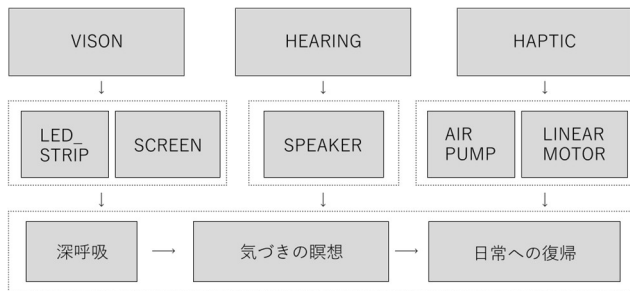 VISON
HEARING
HAPTIC
LED_
STRIP
SCREEN
SPEAKER
AIR
PUMP
LINEAR
MOTOR
深呼吸
気づきの瞑想
日常への復帰